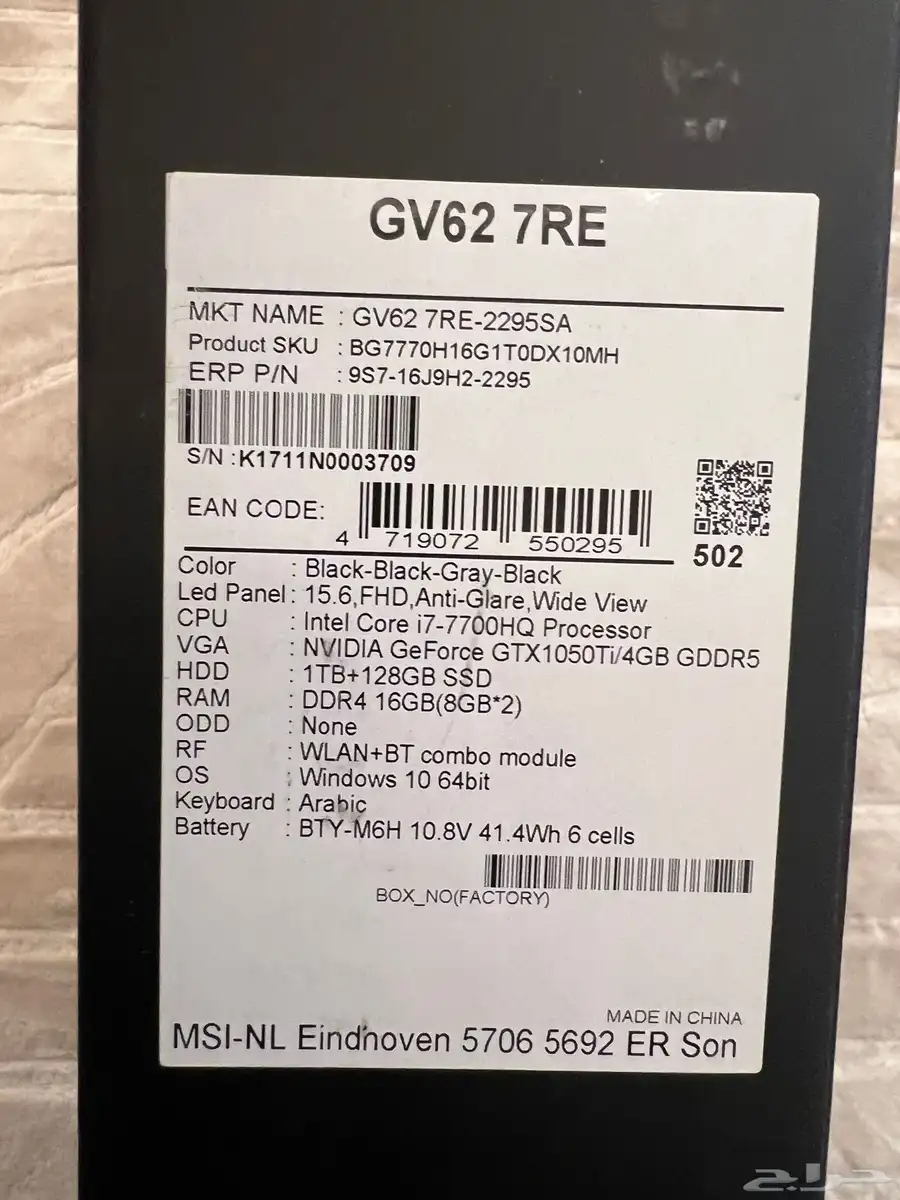 GV62 7RE
MKT NAME : GV62 7RE-2295SA
Product SKU : BG7770H16G1T0DX10MH
ERP P/N : 9S7-16J9H2-2295
S/N :K1711N0003709
EAN CODE: 4 719072 550295
502
Color : Black-Black-Gray-Black
Led Panel : 15.6,FHD,Anti-Glare,Wide View
CPU : Intel Core i7-7700HQ Processor
VGA : NVIDIA GeForce GTX1050Ti/4GB GDDR5
HDD : 1TB+128GB SSD
RAM : DDR4 16GB(8GB*2)
ODD : None
RF : WLAN+BT combo module
OS : Windows 10 64bit
Keyboard : Arabic
Battery : BTY-M6H 10.8V 41.4Wh 6 cells
BOX_NO(FACTORY)
MADE IN CHINA
MSI-NL Eindhoven 5706 5692 ER Son
حراج